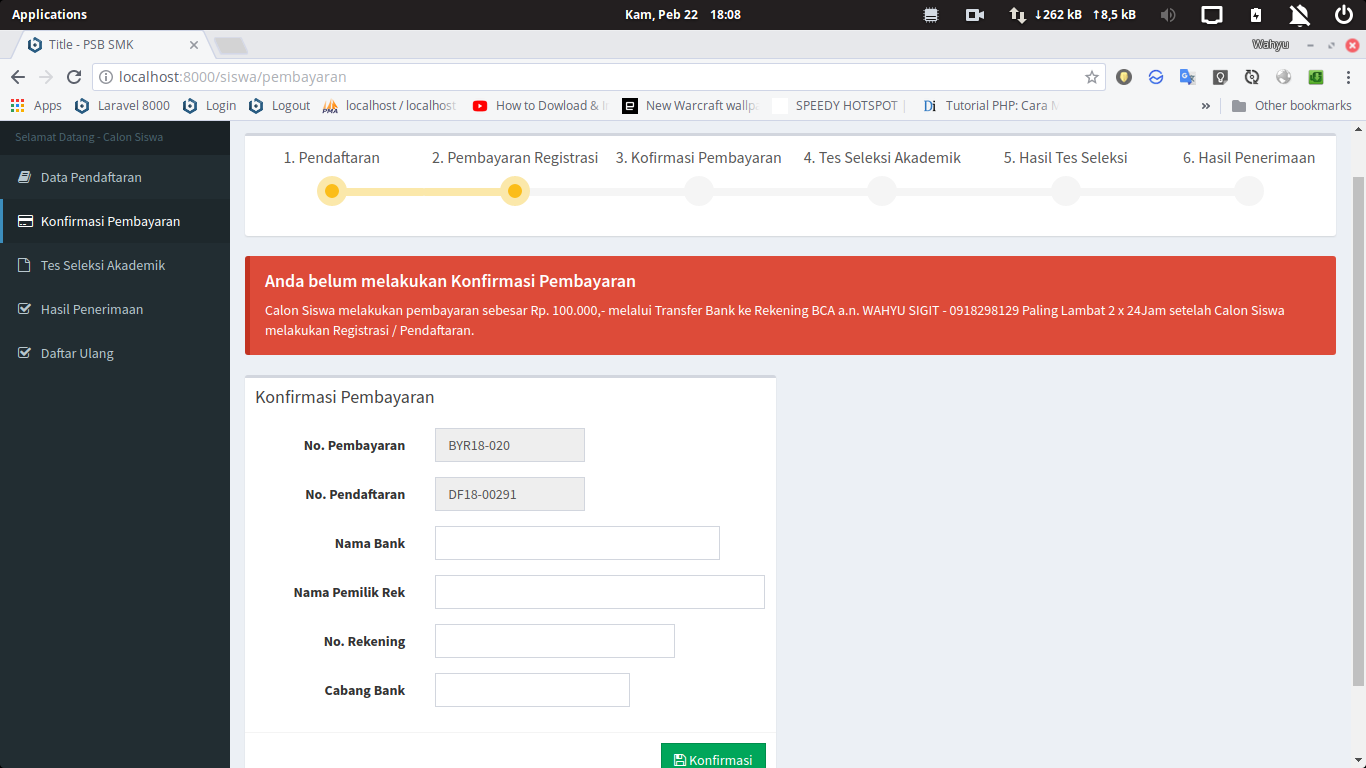 Applications
Kam, Peb 22 18:08
↓262 kB ↑8,5 kB
Title - PSB SMK
Wahyu
localhost:8000/siswa/pembayaran
Apps
Laravel 8000
Login
Logout
localhost / localhost
How to Dowload & I
New Warcraft wallpa
SPEEDY HOTSPOT |
Tutorial PHP: Cara M
»
Other bookmarks
Selamat Datang - Calon Siswa
Data Pendaftaran
Konfirmasi Pembayaran
Tes Seleksi Akademik
Hasil Penerimaan
Daftar Ulang
1. Pendaftaran
2. Pembayaran Registrasi
3. Kofirmasi Pembayaran
4. Tes Seleksi Akademik
5. Hasil Tes Seleksi
6. Hasil Penerimaan
Anda belum melakukan Konfirmasi Pembayaran
Calon Siswa melakukan pembayaran sebesar Rp. 100.000,- melalui Transfer Bank ke Rekening BCA a.n. WAHYU SIGIT - 0918298129 Paling Lambat 2 x 24Jam setelah Calon Siswa
melakukan Registrasi / Pendaftaran.
Konfirmasi Pembayaran
No. Pembayaran
BYR18-020
No. Pendaftaran
DF18-00291
Nama Bank
Nama Pemilik Rek
No. Rekening
Cabang Bank
Konfirmasi